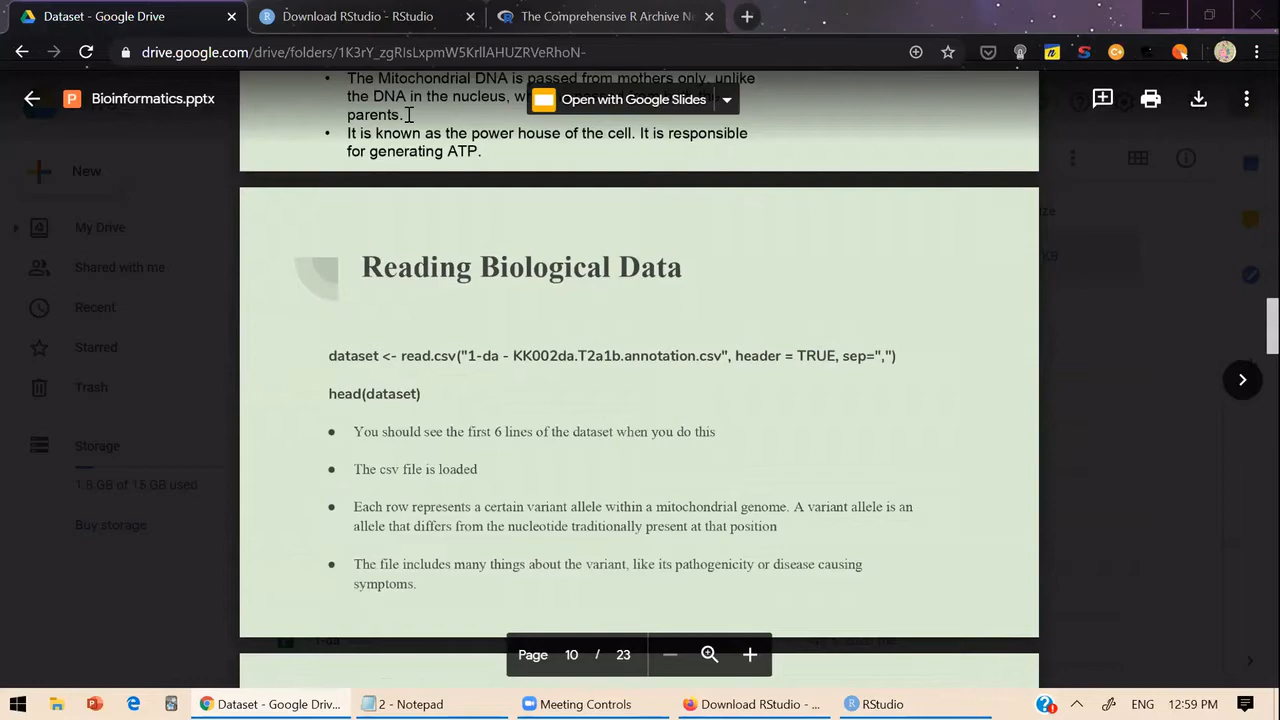 Dataset - Google Drive
Download RStudio - RStudio
The Comprehensive R Archive Ne
drive.google.com/drive/folders/1K3rY_zgRIsLxpmW5KrllAHUZRVeRhoN-
Bioinformatics.pptx
Open with Google Slides
The Mitochondrial DNA is passed from mothers only, unlike
the DNA in the nucleus,
parents.
It is known as the power house of the cell. It is responsible
for generating ATP.
New
My Drive
Shared with me
Recent
Starred
Trash
Storage
1.8 GB of 15 GB used
Buy storage
Reading Biological Data
dataset <- read.csv("1-da - KK002da.T2a1b.annotation.csv", header = TRUE, sep=",")
head(dataset)
You should see the first 6 lines of the dataset when you do this
The csv file is loaded
Each row represents a certain variant allele within a mitochondrial genome. A variant allele is an
allele that differs from the nucleotide traditionally present at that position
The file includes many things about the variant, like its pathogenicity or disease causing
symptoms.
Page 10 / 23
Dataset - Google Driv...
2 - Notepad
Meeting Controls
Download RStudio - ...
RStudio
ENG
12:59 PM